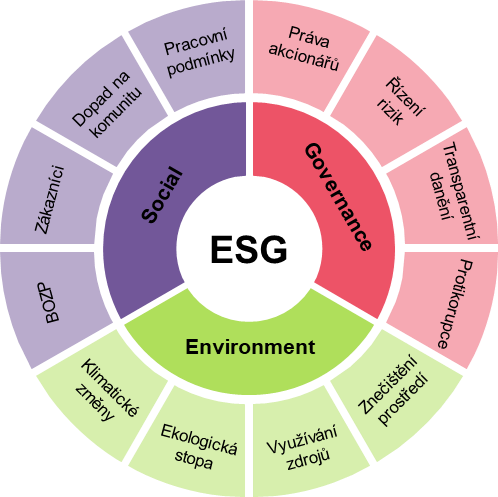 ESG
Governance
Environment
Social
Práva
akcionářů
Řízení
rizik
Transparentní
danění
Protikorupce
Znečištění
prostředí
Využívání
zdrojů
Ekologická
stopa
Klimatické
změny
BOZP
Zákazníci
Dopad na
komunitu
Pracovní
podmínky